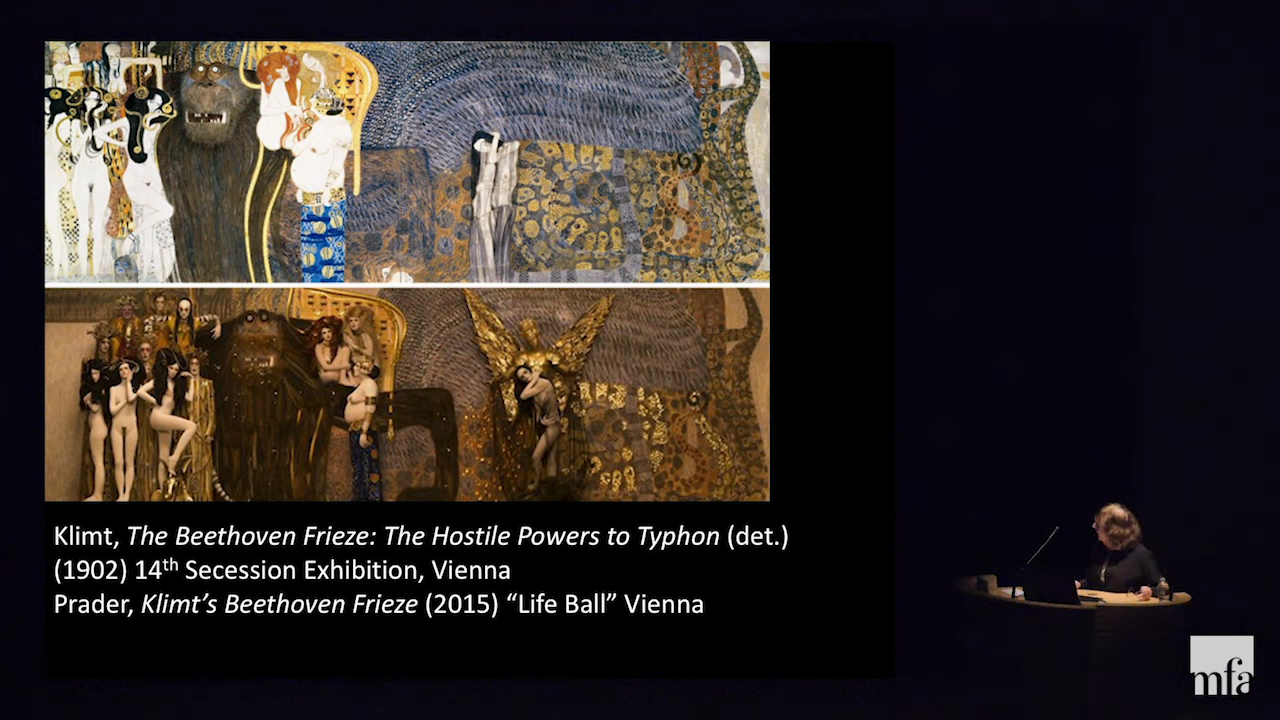 Klimt, The Beethoven Frieze: The Hostile Powers to Typhon (det.)
(1902) 14th Secession Exhibition, Vienna
Prader, Klimt's Beethoven Frieze (2015) “Life Ball” Vienna
mfa